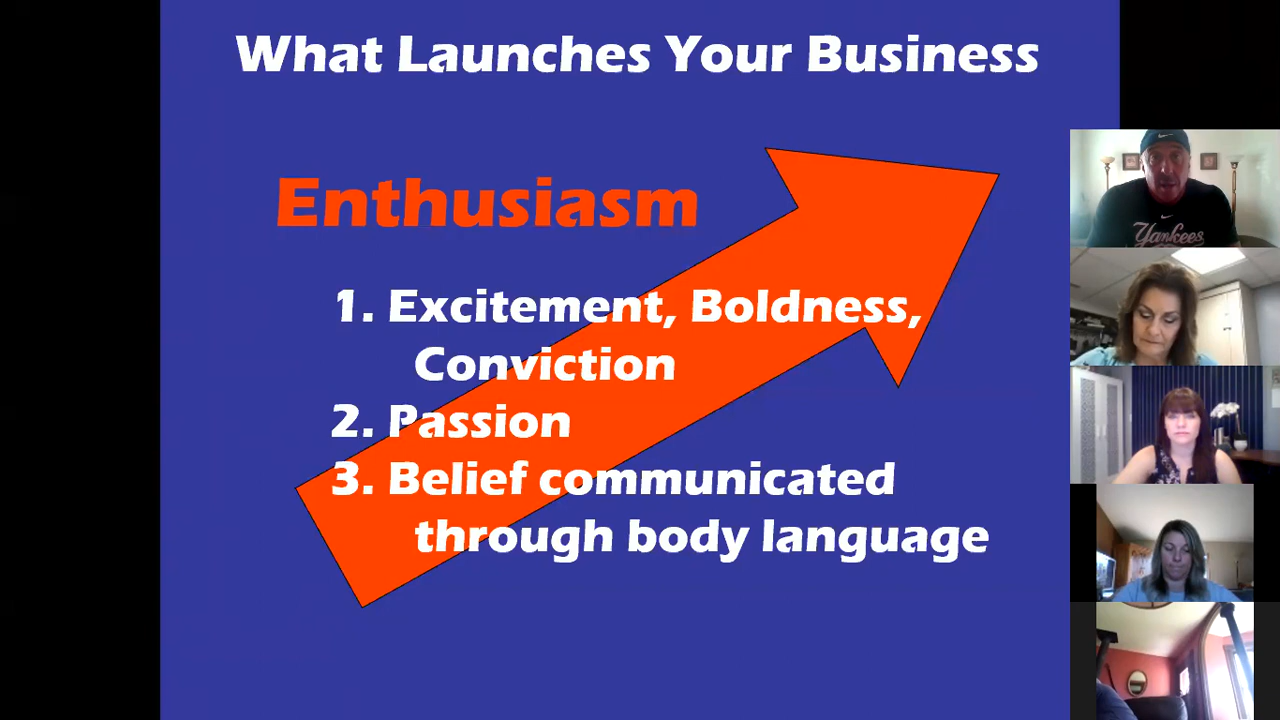 What Launches Your Business
Enthusiasm
1. Excitement, Boldness,
Conviction
2. Passion
3. Belief communicated
through body language
Yankees